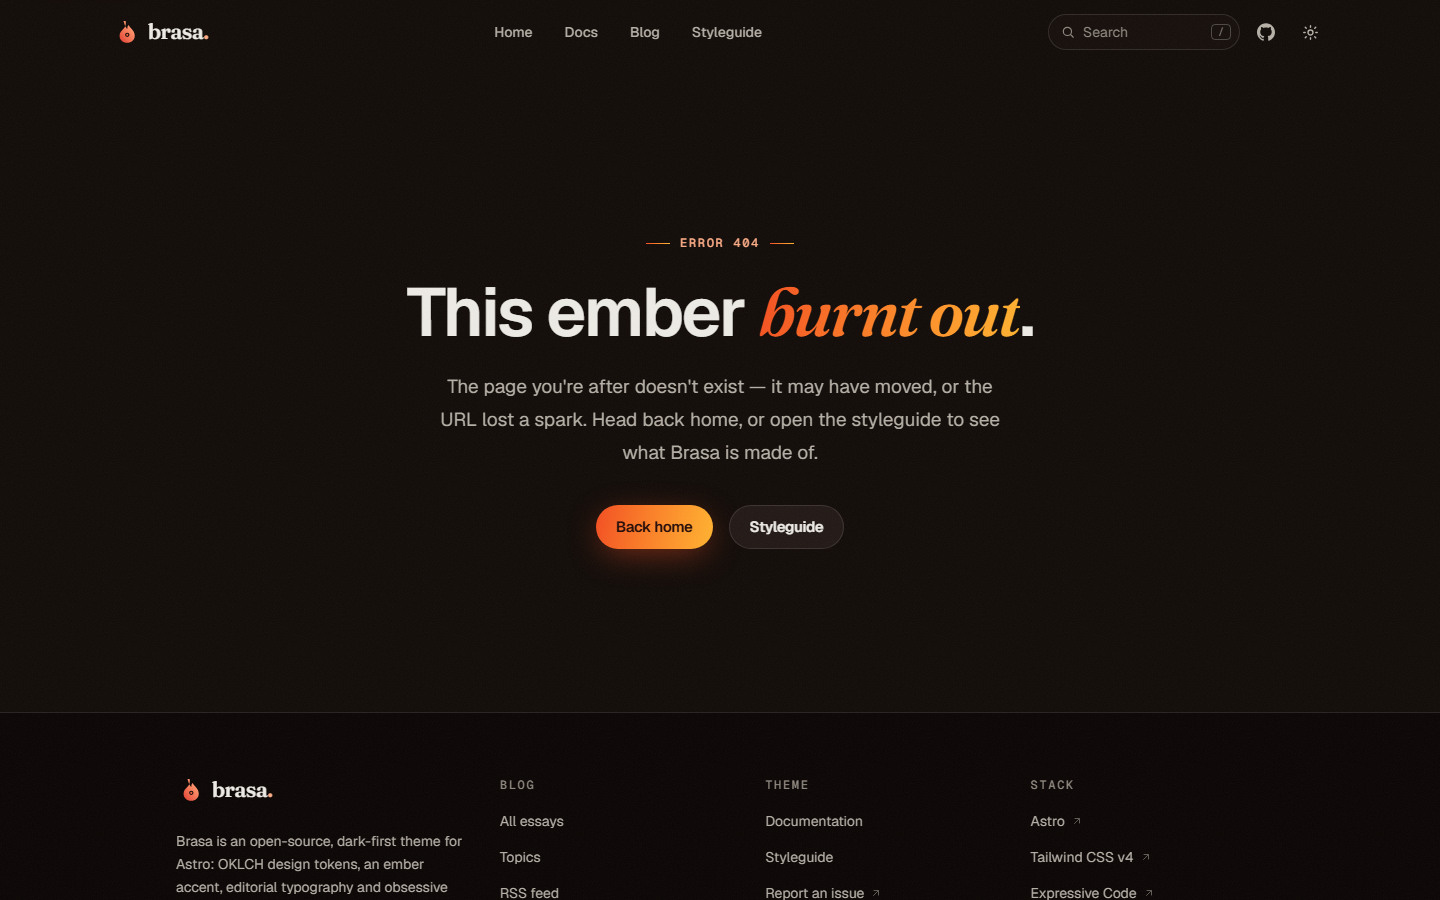 brasa.
Home
Docs
Blog
Styleguide
Search
/
ERROR 404
This ember burnt out.
The page you're after doesn't exist — it may have moved, or the
URL lost a spark. Head back home, or open the styleguide to see
what Brasa is made of.
Back home
Styleguide
brasa.
Brasa is an open-source, dark-first theme for
Astro: OKLCH design tokens, an ember
accent, editorial typography and obsessive
BLOG
All essays
Topics
RSS feed
THEME
Documentation
Styleguide
Report an issue
STACK
Astro
Tailwind CSS v4
Expressive Code